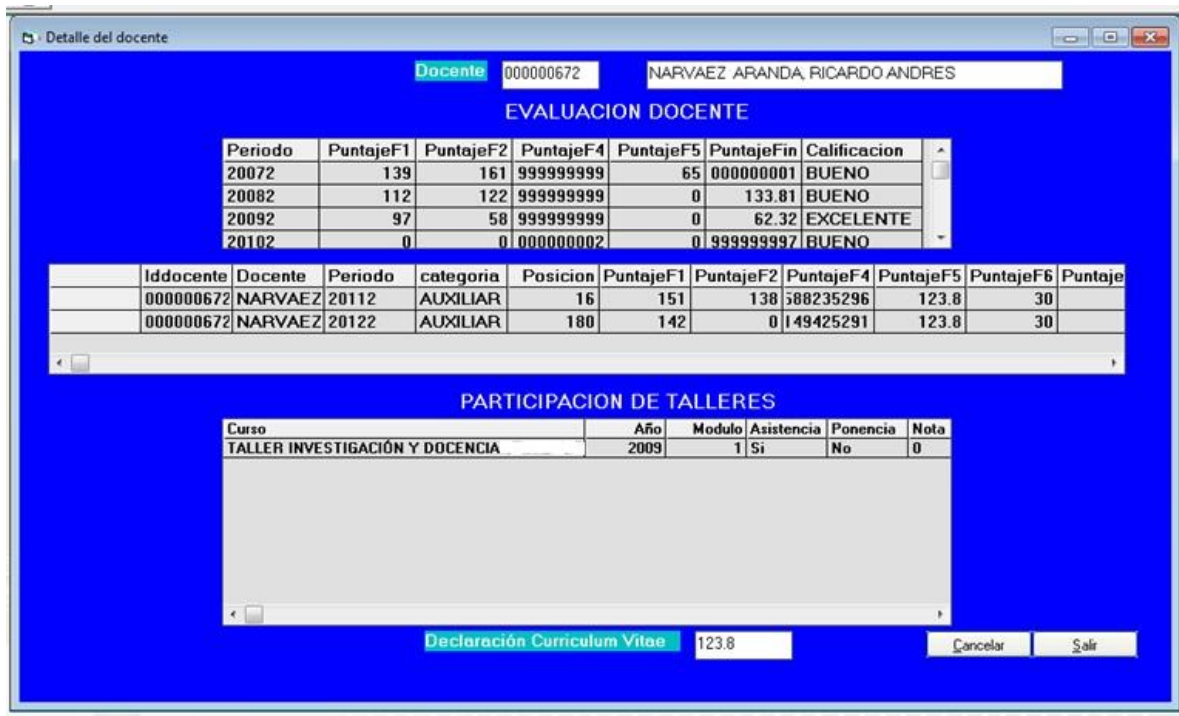 Detalle del docente
Docente 000000672 NARVAEZ ARANDA, RICARDO ANDRES
EVALUACION DOCENTE
Periodo PuntajeF1 PuntajeF2 PuntajeF4 PuntajeF5 PuntajeFin Calificacion
20072 139 161 999999999 65 000000001 BUENO
20082 112 122 999999999 0 133.81 BUENO
20092 97 58 999999999 0 62.32 EXCELENTE
20102 0 0 000000002 0 999999997 BUENO
Iddocente Docente Periodo categoria Posicion PuntajeF1 PuntajeF2 PuntajeF4 PuntajeF5 PuntajeF6 Puntaje
000000672 NARVAEZ 20112 AUXILIAR 16 151 138 588235296 123.8 30
000000672 NARVAEZ 20122 AUXILIAR 180 142 0 149425291 123.8 30
PARTICIPACION DE TALLERES
Curso Año Modulo Asistencia Ponencia Nota
TALLER INVESTIGACIÓN Y DOCENCIA 2009 1 Si No 0
Declaración Curriculum Vitae 123.8 Cancelar Salir